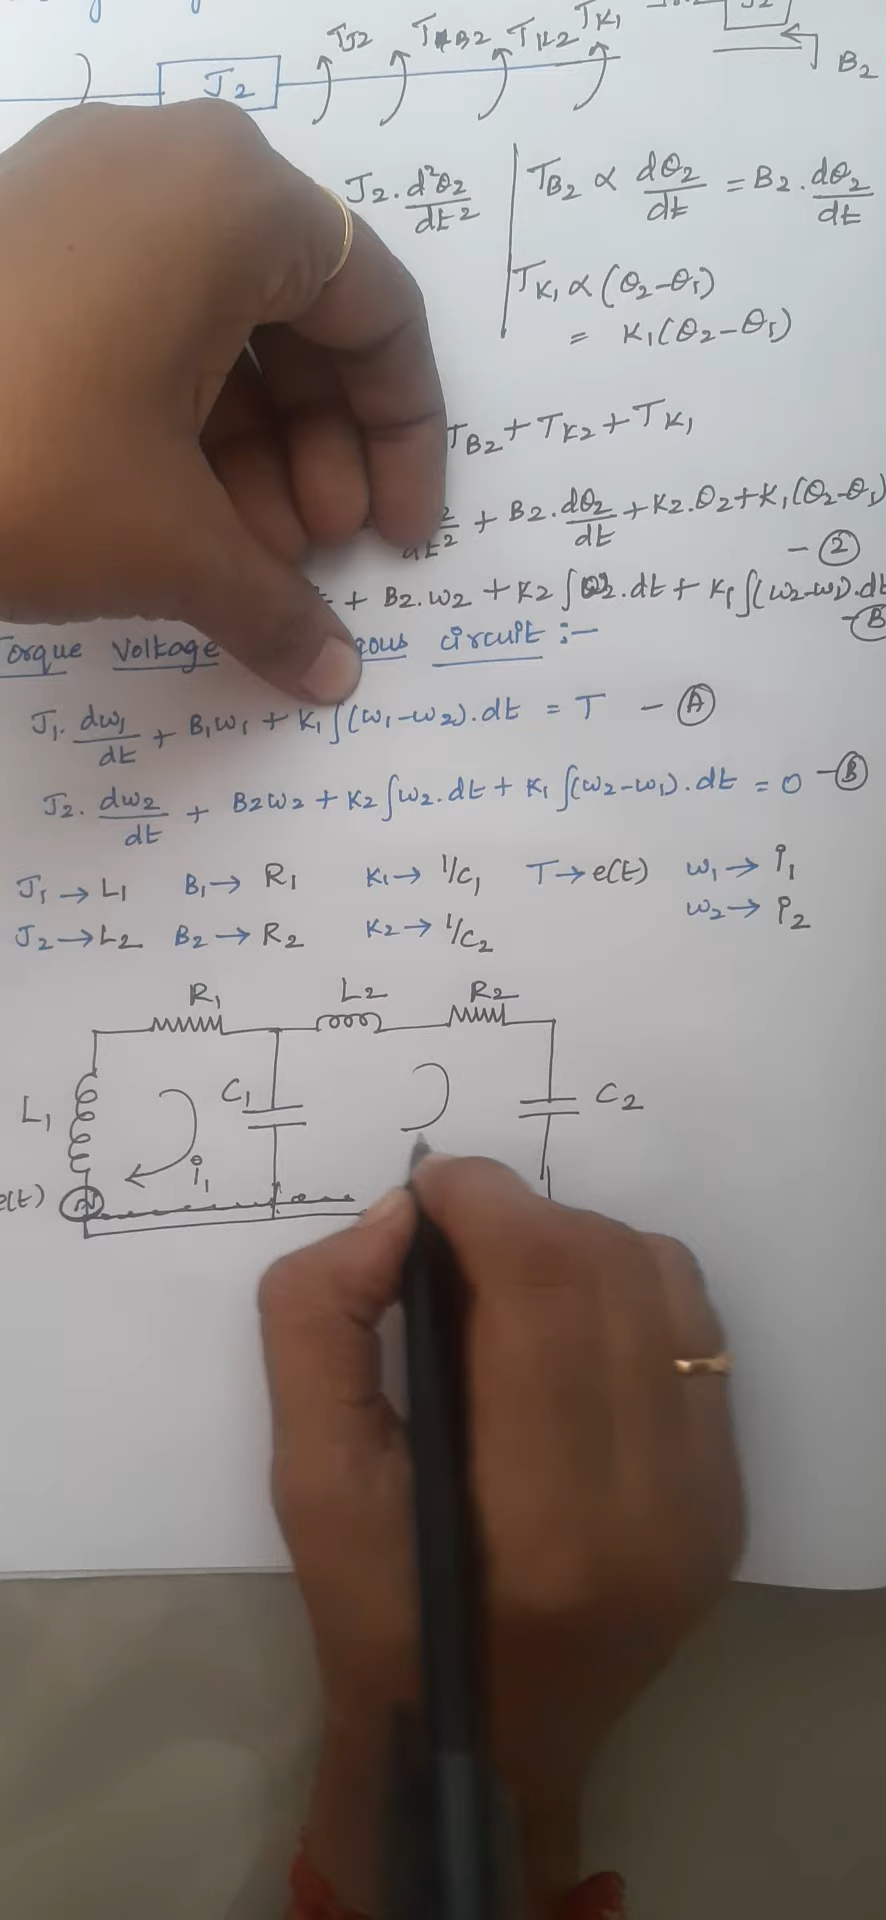 TJ2 TB2 TK2 TK1
J2 B2
J2.d²θ2/dt² TB2 ∝ dθ2/dt = B2.dθ2/dt
TK1 ∝ (θ2-θ1)
= K1(θ2-θ1)
TB2+TK2+TK1
+ B2.dθ2/dt + K2.θ2+K1(θ2-θ1)
- ②
+ B2.ω2 + K2∫ω2.dt + K1∫(ω2-ω1).dt
- Ⓑ
Torque Voltage circuit :-
J1.dω1/dt + B1ω1 + K1∫(ω1-ω2).dt = T - Ⓐ
J2.dω2/dt + B2ω2 + K2∫ω2.dt + K1∫(ω2-ω1).dt = 0 - Ⓑ
J1→L1 B1→R1 K1→1/C1 T→e(t) ω1→i1
J2→L2 B2→R2 K2→1/C2 ω2→i2
R1 L2 R2
L1 C1 C2
e(t) i1